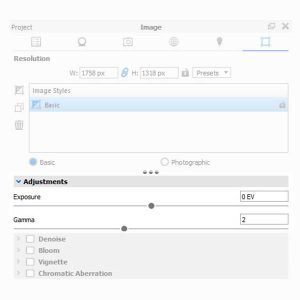 Project Image
Resolution
W: 1758 px H: 1318 px Presets
Image Styles
Basic
Basic Photographic
Adjustments
Exposure 0 EV
Gamma 2
Denoise
Bloom
Vignette
Chromatic Aberration